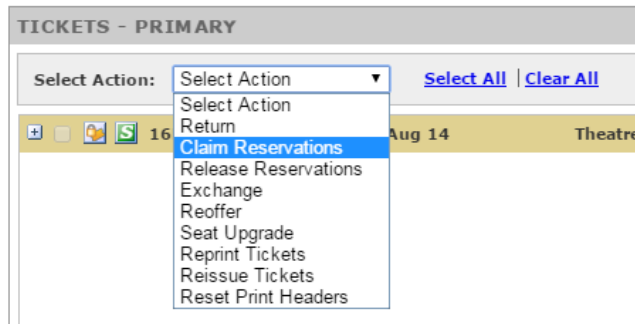 TICKETS - PRIMARY
Select Action: Select Action Select All | Clear All
Select Action
Return
Claim Reservations
Release Reservations
Exchange
Reoffer
Seat Upgrade
Reprint Tickets
Reissue Tickets
Reset Print Headers
S 16 Aug 14 Theatre